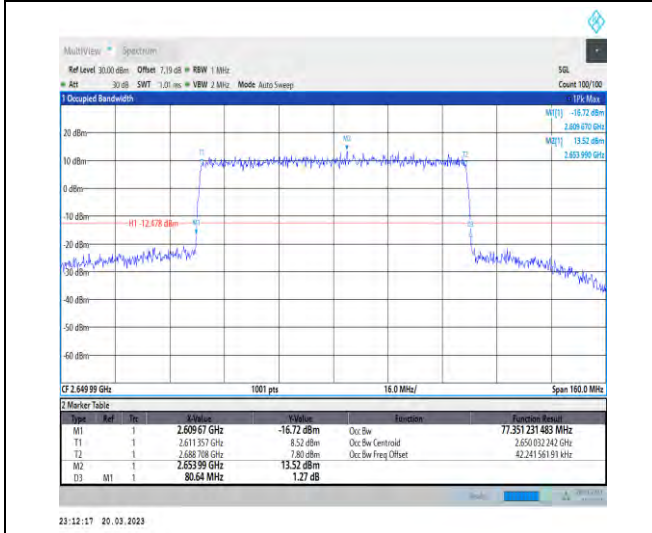 MultiView Spectrum
Ref Level 30.00 dBm Offset 7.19 dB RBW 1 MHz SGL
Att 30 dB SWT 1.01 ms VBW 2 MHz Mode Auto Sweep Count 100/100
1 Occupied Bandwidth 1Pk Max
M1[1] -16.72 dBm
2.609 670 GHz
M2[1] 13.52 dBm
2.653 990 GHz
20 dBm
M2
T1
T2
10 dBm
0 dBm
-10 dBm
H1 -12.478 dBm
M1
D3
-20 dBm
-30 dBm
-40 dBm
-50 dBm
-60 dBm
CF 2.649 99 GHz 1001 pts 16.0 MHz/ Span 160.0 MHz
2 Marker Table
Type Ref Trc X-Value Y-Value Function Function Result
M1 1 2.609 67 GHz -16.72 dBm Occ Bw 77.351 231 483 MHz
T1 1 2.611 357 GHz 8.52 dBm Occ Bw Centroid 2.650 032 242 GHz
T2 1 2.688 708 GHz 7.80 dBm Occ Bw Freq Offset 42.241 561 91 kHz
M2 1 2.653 99 GHz 13.52 dBm
D3 M1 1 80.64 MHz 1.27 dB
23:12:17 20.03.2023